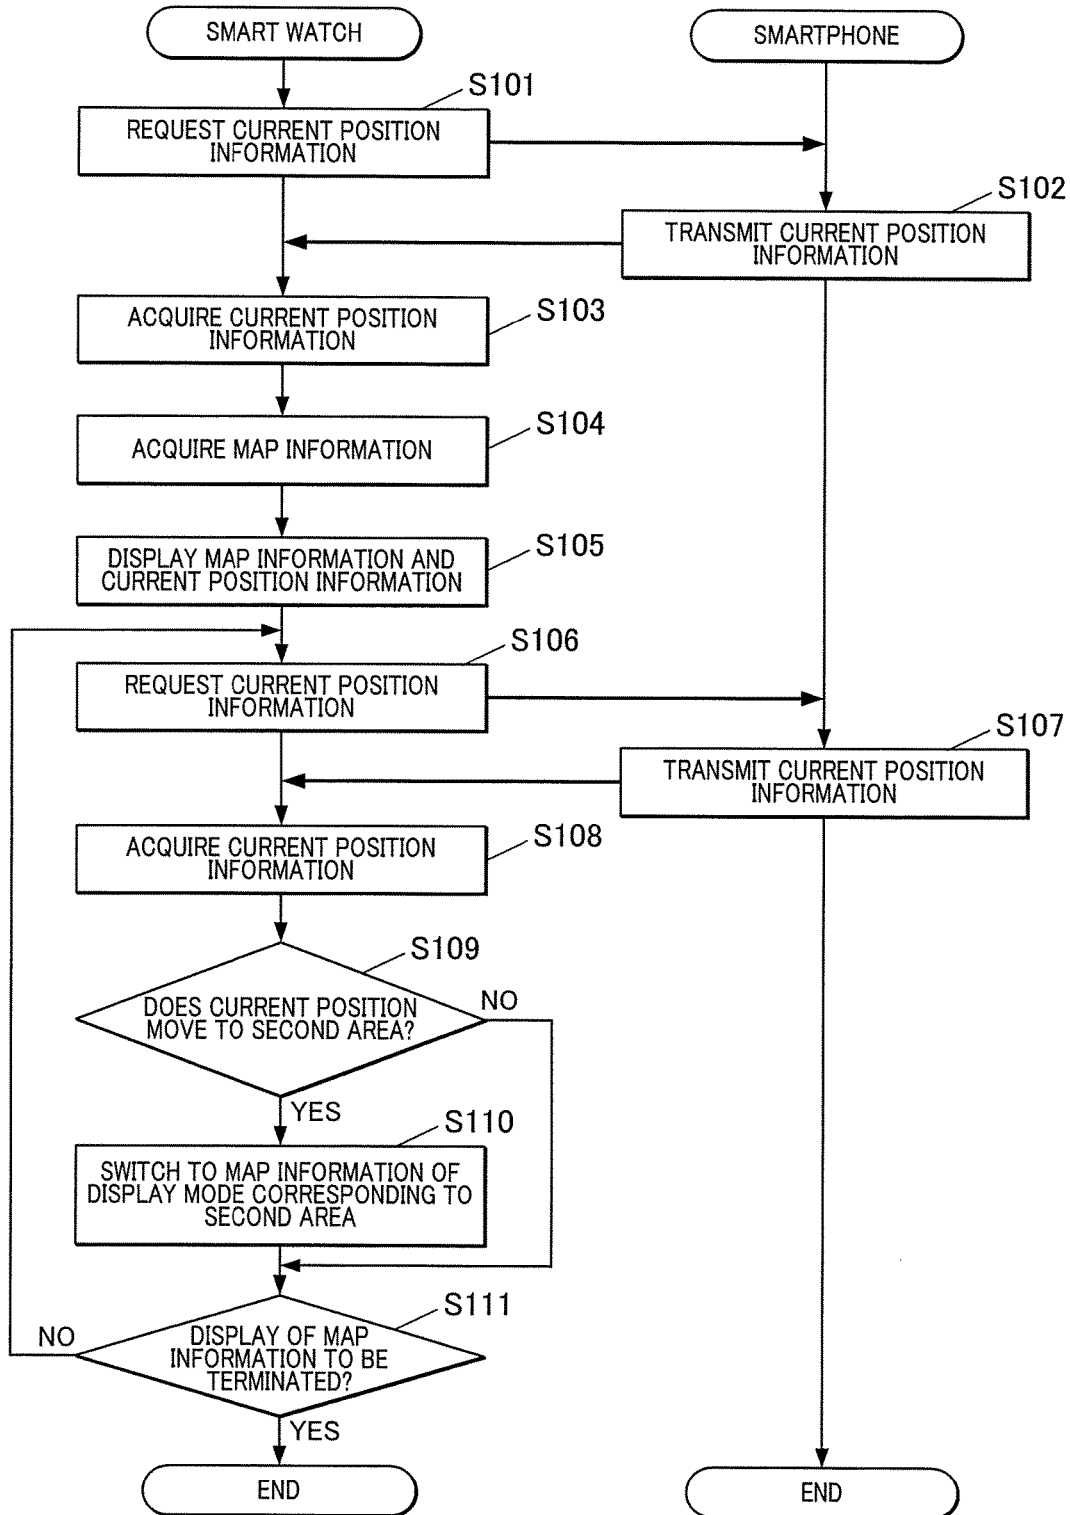 SMART WATCH
SMARTPHONE
S101
REQUEST CURRENT POSITION
INFORMATION
S102
TRANSMIT CURRENT POSITION
INFORMATION
ACQUIRE CURRENT POSITION
INFORMATION
S103
ACQUIRE MAP INFORMATION
S104
DISPLAY MAP INFORMATION AND
CURRENT POSITION INFORMATION
S105
S106
REQUEST CURRENT POSITION
INFORMATION
S107
TRANSMIT CURRENT POSITION
INFORMATION
ACQUIRE CURRENT POSITION
INFORMATION
S108
S109
DOES CURRENT POSITION
MOVE TO SECOND AREA?
NO
YES
S110
SWITCH TO MAP INFORMATION OF
DISPLAY MODE CORRESPONDING TO
SECOND AREA
S111
NO
DISPLAY OF MAP
INFORMATION TO BE
TERMINATED?
YES
END
END